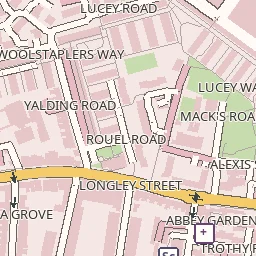 LUCEY ROAD
WOOLSTAPLERS WAY
LUCEY WA
YALDING ROAD
MACK'S ROA
ROUEL ROAD
ALEXIS S
LONGLEY STREET
A GROVE
ABBEY GARDEN
TROTHY R